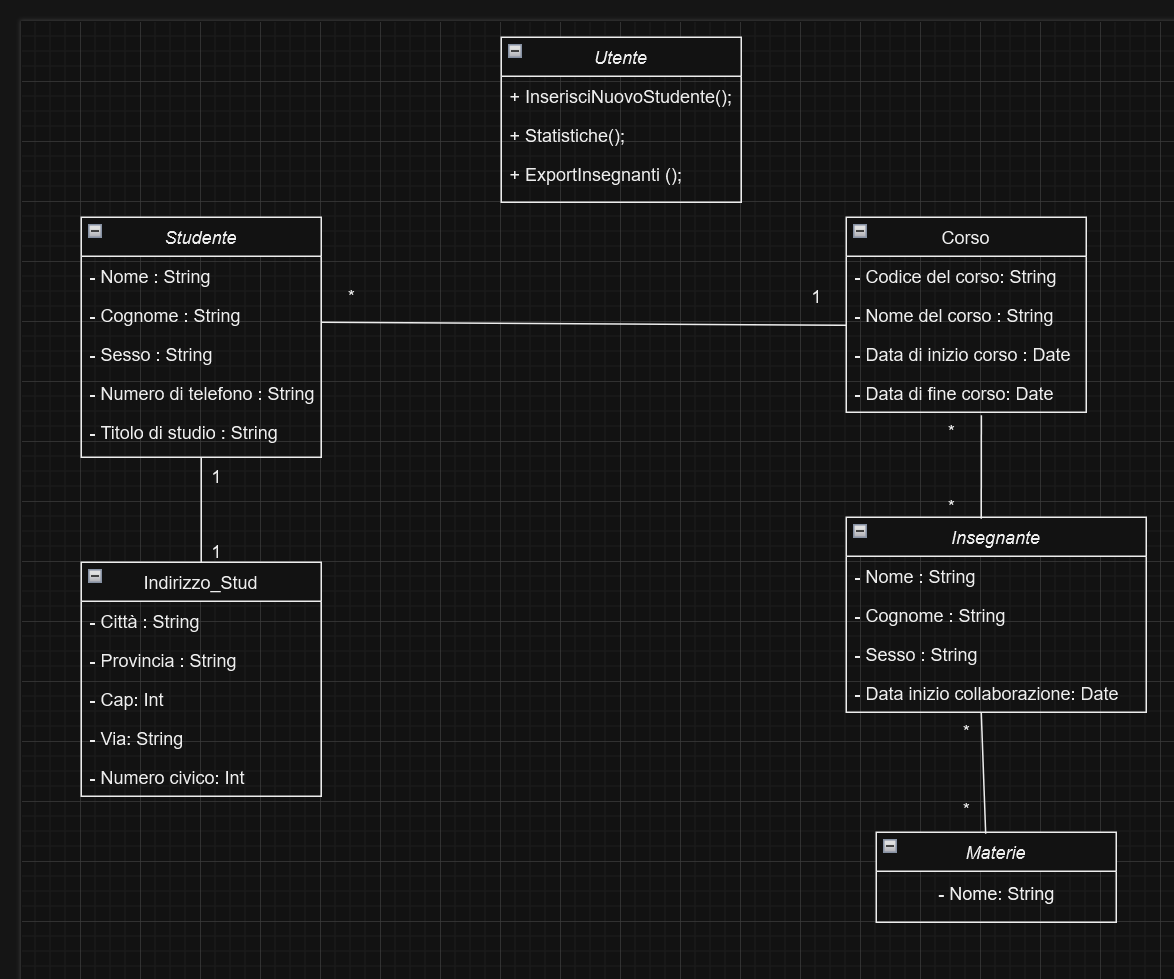 Utente
+ InserisciNuovoStudente();
+ Statistiche();
+ ExportInsegnanti ();
Studente
- Nome : String
- Cognome : String
- Sesso : String
- Numero di telefono : String
- Titolo di studio : String
*
1
Corso
- Codice del corso: String
- Nome del corso : String
- Data di inizio corso : Date
- Data di fine corso: Date
1
1
Indirizzo_Stud
- Città : String
- Provincia : String
- Cap: Int
- Via: String
- Numero civico: Int
*
*
Insegnante
- Nome : String
- Cognome : String
- Sesso : String
- Data inizio collaborazione: Date
*
*
Materie
- Nome: String